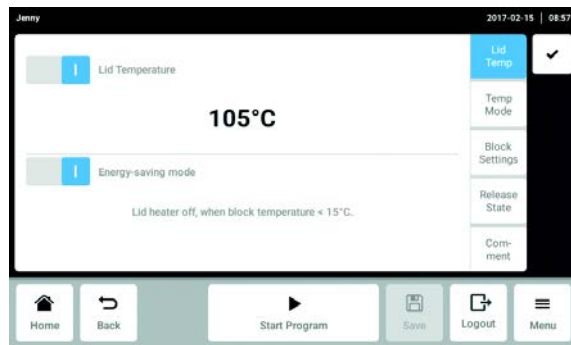 Jenny
2017-02-15 | 08:57
Lid Temperature
105°C
Energy-saving mode
Lid heater off, when block temperature < 15°C.
Lid
Temp
Temp
Mode
Block
Settings
Release
State
Com-
ment
Home
Back
Start Program
Save
Logout
Menu